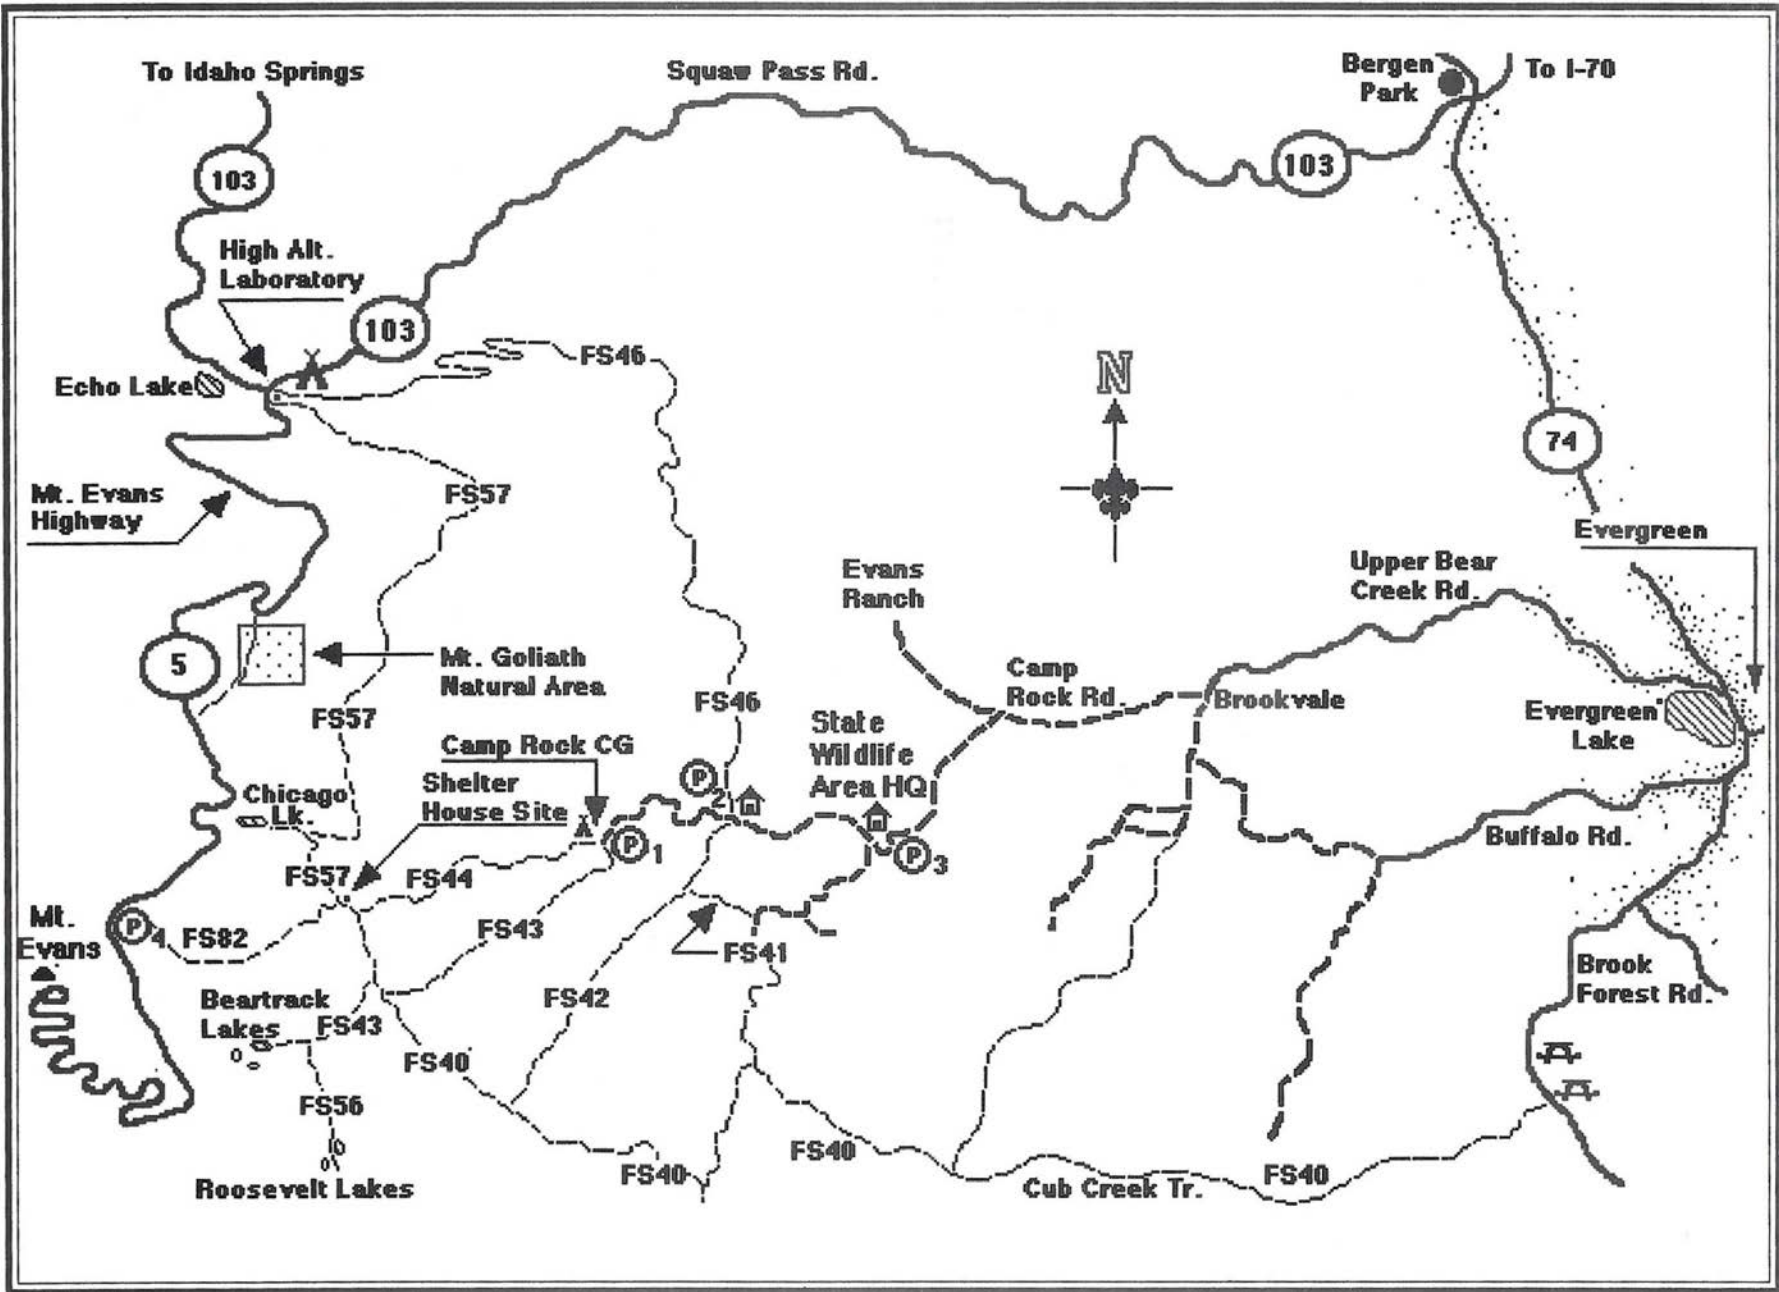 To Idaho Springs
Squaw Pass Rd.
Bergen
Park
To I-70
103
103
High Alt.
Laboratory
103
FS46
Echo Lake
N
74
Mt. Evans
Highway
FS57
Evergreen
Evans
Ranch
Upper Bear
Creek Rd.
5
Mt. Goliath
Natural Area
Camp
Rock Rd.
FS46
Brookvale
FS57
State
Wildlife
Area HQ
Evergreen
Lake
Camp Rock CG
Shelter
House Site
P
2
Chicago
Lk.
P
1
P
3
Buffalo Rd.
FS57
FS44
Mt.
Evans
P
4
FS82
FS43
FS41
Brook
Forest Rd.
Beartrack
Lakes
FS43
FS42
FS40
FS56
FS40
FS40
FS40
Roosevelt Lakes
Cub Creek Tr.